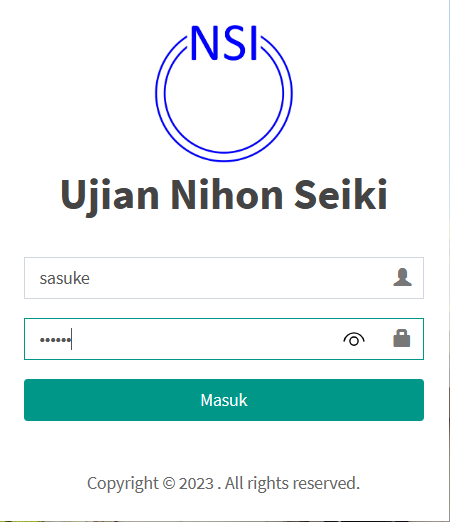 NSI
Ujian Nihon Seiki
sasuke
••••••
Masuk
Copyright © 2023 . All rights reserved.